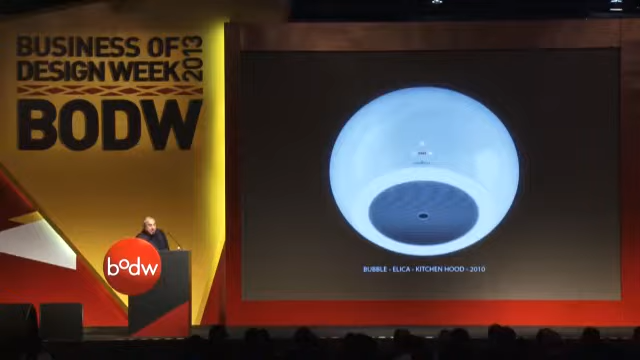 BUSINESS OF
DESIGN WEEK
2013
BODW
bodw
BUBBLE - ELICA - KITCHEN HOOD - 2010